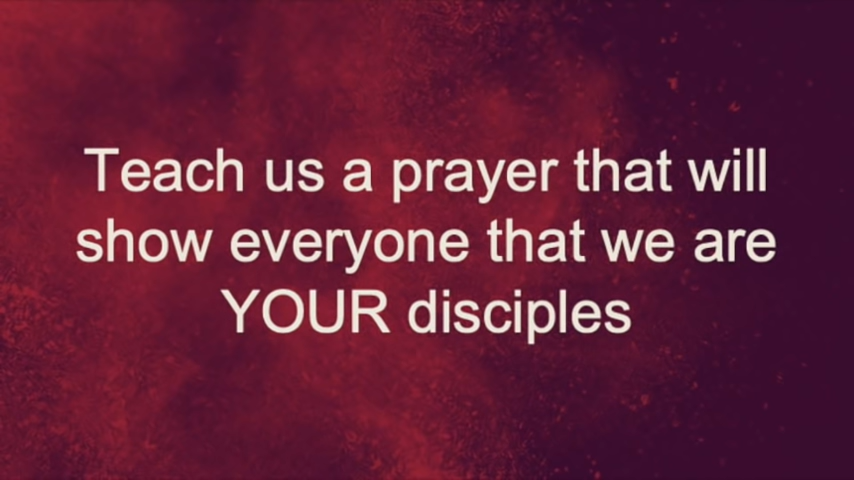 Teach us a prayer that will
show everyone that we are
YOUR disciples